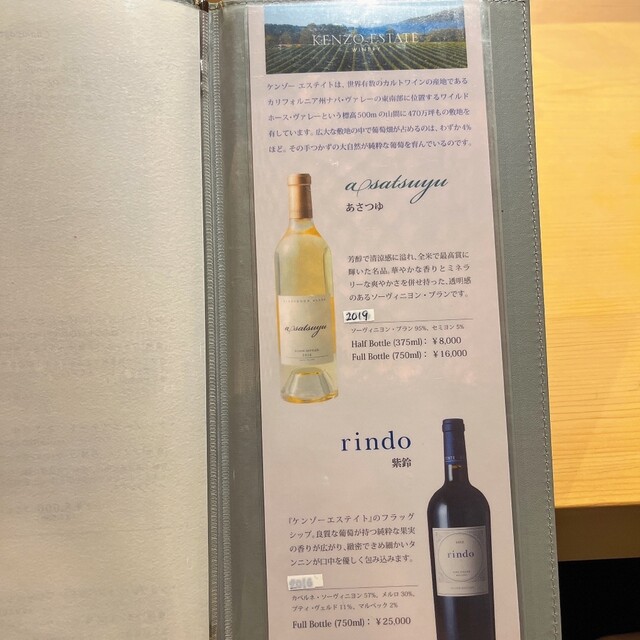 KENZO ESTATE
WINERY
ケンゾー エステイトは、世界有数のカルトワインの産地である
カリフォルニア州ナパ・ヴァレーの東南部に位置するワイルド
ホース・ヴァレーという標高500mの山間に470万坪もの敷地を
有しています。広大な敷地の中で葡萄畑が占めるのは、わずか4%
ほど。その手つかずの大自然が純粋な葡萄を育んでいるのです。
asatsuyu
あさつゆ
芳醇で清涼感に溢れ、全米で最高賞に
輝いた名品。華やかな香りとミネラ
リーな爽やかさを併せ持った、透明感
のあるソーヴィニヨン・ブランです。
2019
ソーヴィニヨン・ブラン 95%、セミヨン 5%
Half Bottle (375ml): ¥8,000
Full Bottle (750ml): ¥16,000
asatsuyu
rindo
紫鈴
「ケンゾー エステイト」のフラッグ
シップ。良質な葡萄が持つ純粋な果実
の香りが広がり、緻密できめ細かいタ
ンニンが口中を優しく包み込みます。
2016
カベルネ・ソーヴィニヨン 57%、メルロ 30%、
プティ・ヴェルド 11%、マルベック 2%
Full Bottle (750ml): ¥25,000
rindo